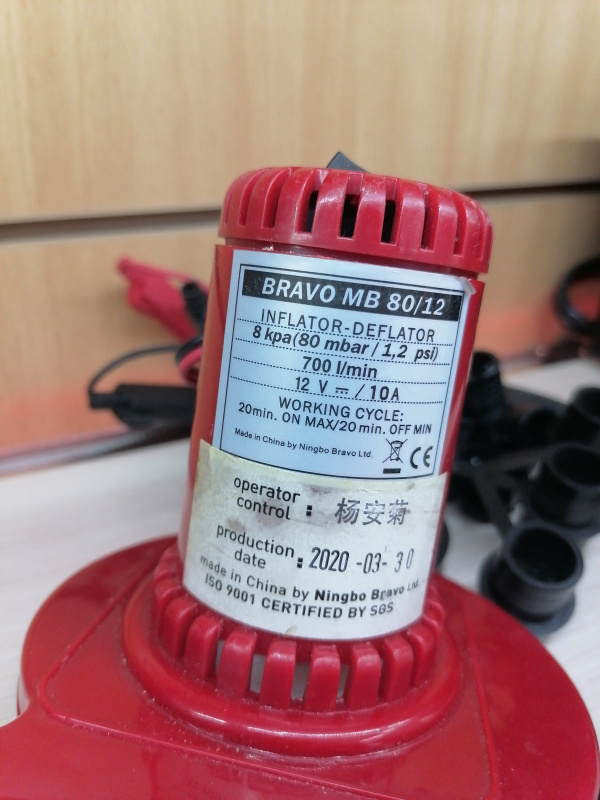 BRAVO MB 80/12
INFLATOR-DEFLATOR
8 kpa(80 mbar / 1,2 psi)
700 l/min
12 V ⎓ / 10A
WORKING CYCLE:
20min. ON MAX/20 min. OFF MIN
Made in China by Ningbo Bravo Ltd.
CE
operator
control : 杨安菊
production
date : 2020 -03- 30
made in China by Ningbo Bravo Ltd.
ISO 9001 CERTIFIED BY SGS